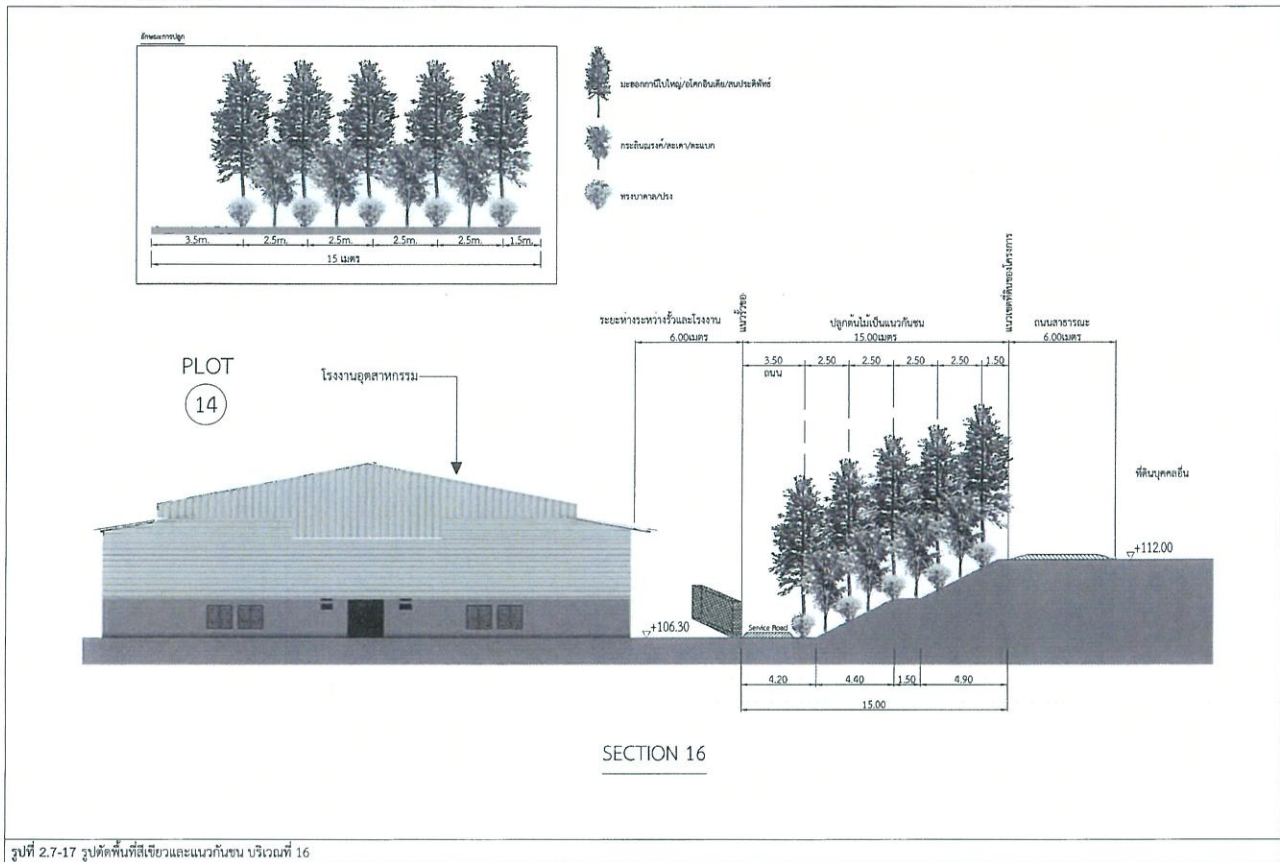 ลักษณะการปลูก
มะฮอกกานีใบใหญ่/อโศกอินเดีย/สนประดิพัทธ์
กระถินณรงค์/สะเดา/ตะแบก
ทรงบาดาล/ปรง
3.5m. 2.5m. 2.5m. 2.5m. 2.5m. 1.5m.
15 เมตร
PLOT
14
โรงงานอุตสาหกรรม
ระยะห่างระหว่างรั้วและโรงงาน
6.00เมตร
แนวรั้วขอ
ปลูกต้นไม้เป็นแนวกันชน
15.00เมตร
แนวเขตที่ดินของโครงการ
ถนนสาธารณะ
6.00เมตร
3.50 2.50 2.50 2.50 2.50 1.50
ถนน
ที่ดินบุคคลอื่น
+112.00
+106.30
Service Road
4.20 4.40 1.50 4.90
15.00
SECTION 16
รูปที่ 2.7-17 รูปตัดพื้นที่สีเขียวและแนวกันชน บริเวณที่ 16